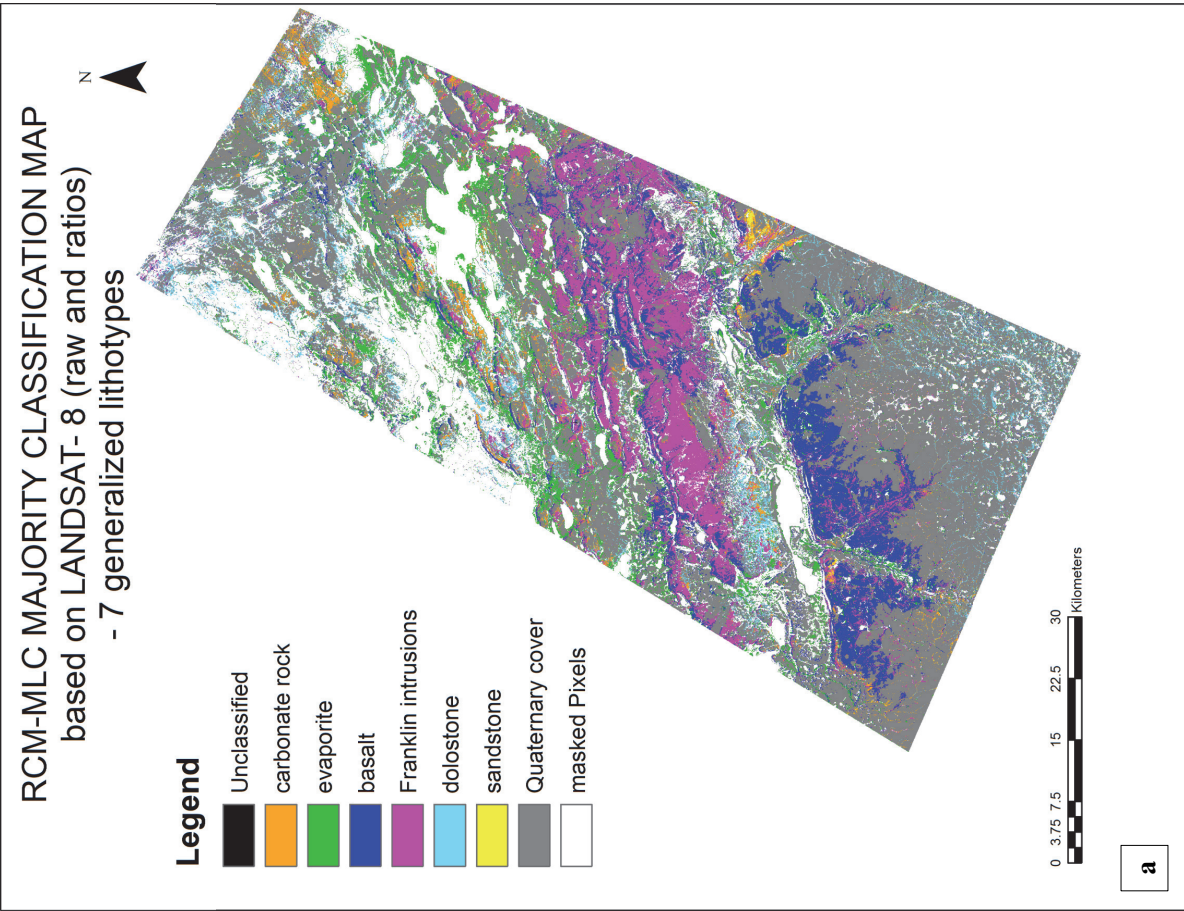 RCM-MLC MAJORITY CLASSIFICATION MAP
based on LANDSAT- 8 (raw and ratios)
- 7 generalized lithotypes
N
Legend
Unclassified
carbonate rock
evaporite
basalt
Franklin intrusions
dolostone
sandstone
Quaternary cover
masked Pixels
0 3.75 7.5 15 22.5 30
Kilometers
a